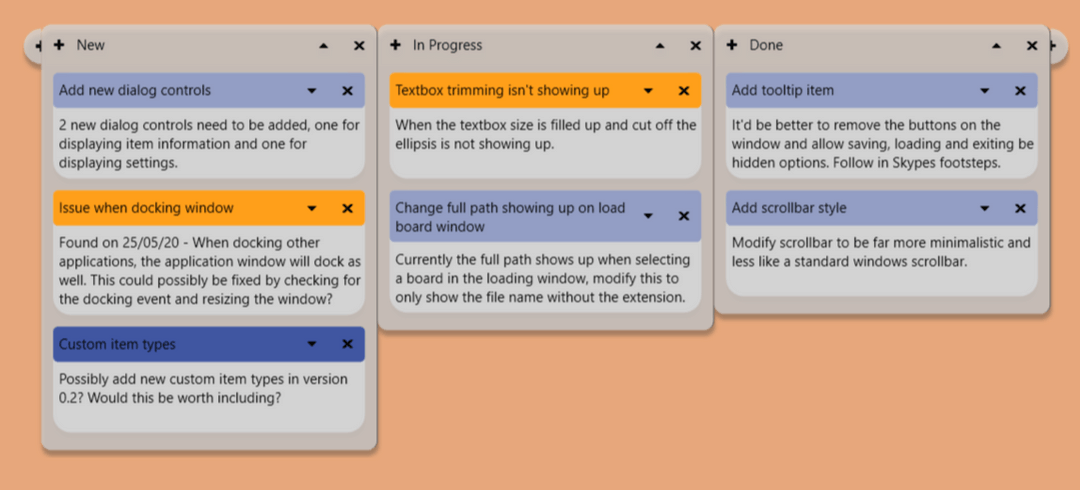 New
Add new dialog controls
2 new dialog controls need to be added, one for
displaying item information and one for
displaying settings.
Issue when docking window
Found on 25/05/20 - When docking other
applications, the application window will dock as
well. This could possibly be fixed by checking for
the docking event and resizing the window?
Custom item types
Possibly add new custom item types in version
0.2? Would this be worth including?
In Progress
Textbox trimming isn't showing up
When the textbox size is filled up and cut off the
ellipsis is not showing up.
Change full path showing up on load
board window
Currently the full path shows up when selecting
a board in the loading window, modify this to
only show the file name without the extension.
Done
Add tooltip item
It'd be better to remove the buttons on the
window and allow saving, loading and exiting be
hidden options. Follow in Skypes footsteps.
Add scrollbar style
Modify scrollbar to be far more minimalistic and
less like a standard windows scrollbar.